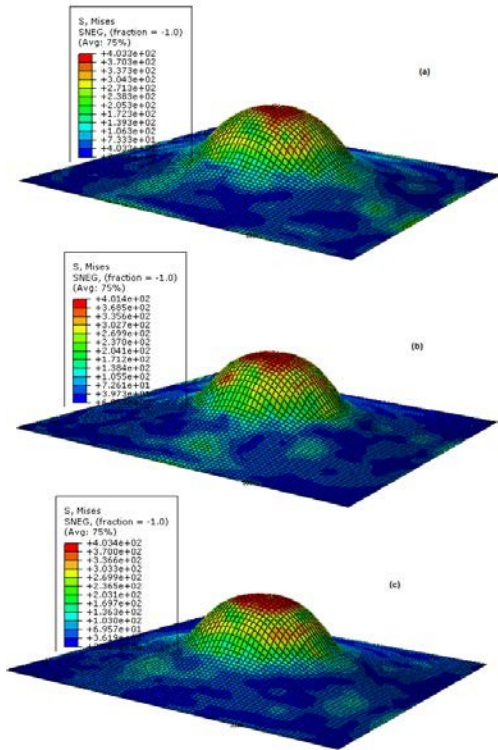 S, Mises
SNEG, (fraction = -1.0)
(Avg: 75%)
+4.033e+02
+3.703e+02
+3.373e+02
+3.043e+02
+2.713e+02
+2.383e+02
+2.053e+02
+1.723e+02
+1.393e+02
+1.063e+02
+7.333e+01
(a)
S, Mises
SNEG, (fraction = -1.0)
(Avg: 75%)
+4.014e+02
+3.685e+02
+3.356e+02
+3.027e+02
+2.699e+02
+2.370e+02
+2.041e+02
+1.712e+02
+1.384e+02
+1.055e+02
+7.261e+01
+3.973e+01
(b)
S, Mises
SNEG, (fraction = -1.0)
(Avg: 75%)
+4.034e+02
+3.700e+02
+3.366e+02
+3.033e+02
+2.699e+02
+2.365e+02
+2.031e+02
+1.697e+02
+1.363e+02
+1.030e+02
+6.957e+01
+3.619e+01
(c)